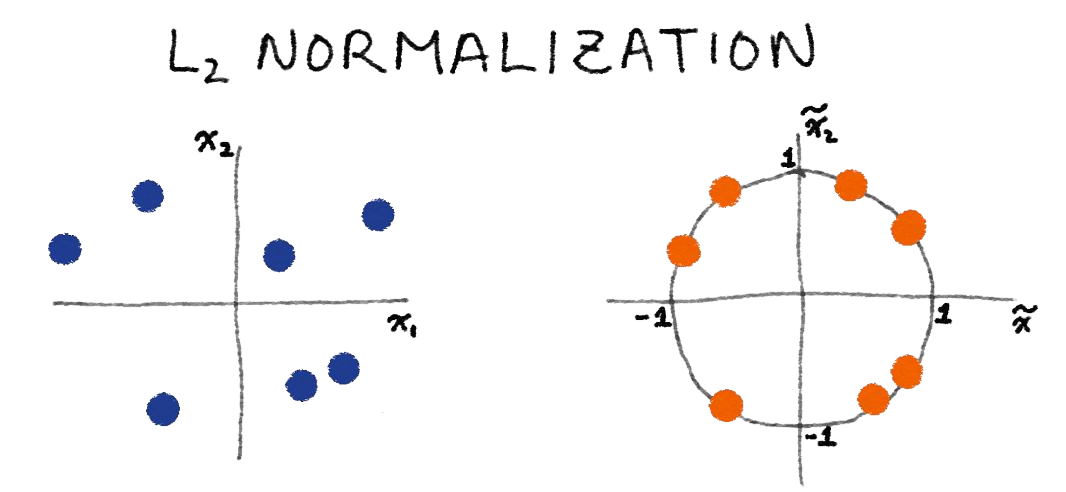 L₂ NORMALIZATION
x₂
x₁
x̃₂
1
-1
1
x̃
-1